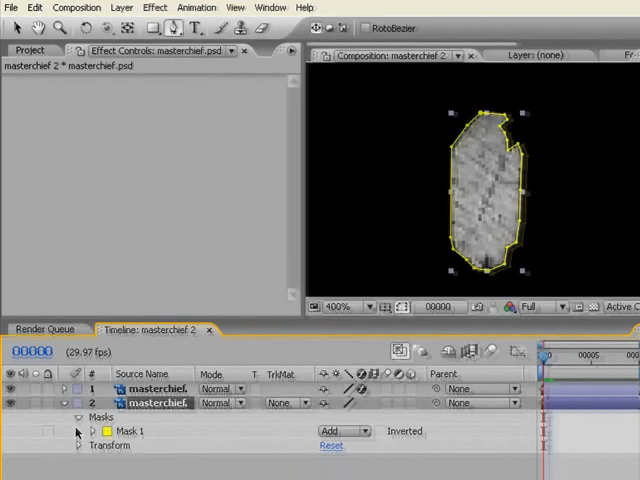 File Edit Composition Layer Effect Animation View Window Help
RotoBezier
Project Effect Controls: masterchief.psd
Composition: masterchief 2 Layer: (none) Fr
masterchief 2 * masterchief.psd
400% 00000 Full Active C
Render Queue Timeline: masterchief 2
00000 (29.97 fps)
00005 000
# Source Name Mode T TrkMat Parent
1 masterchief. Normal None
2 masterchief. Normal None None
Masks
Mask 1 Add Inverted
Transform Reset